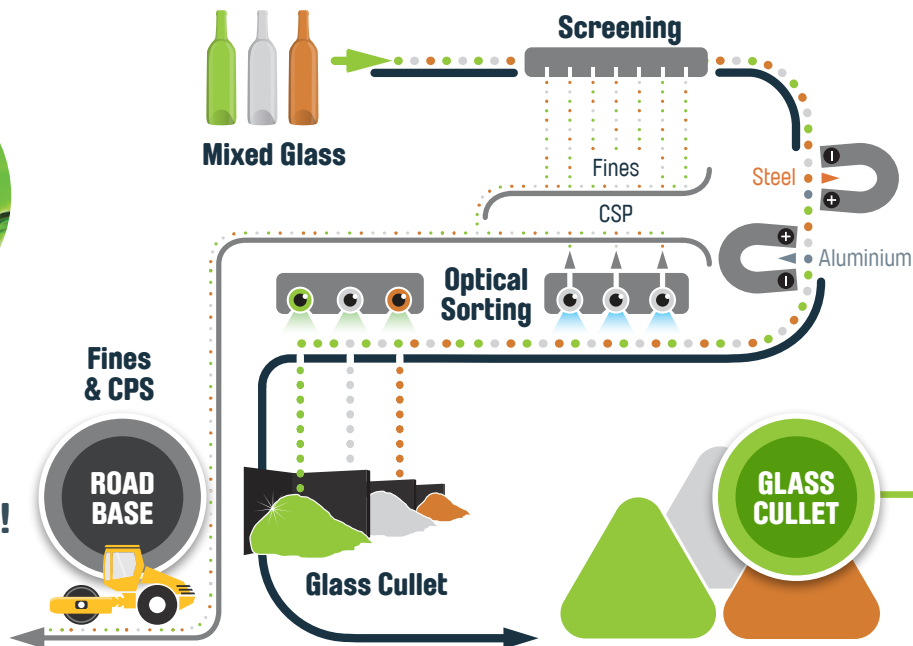 Screening
Mixed Glass
Fines
CSP
Steel
Aluminium
Optical
Sorting
Fines
& CPS
ROAD
BASE
!
Glass Cullet
GLASS
CULLET